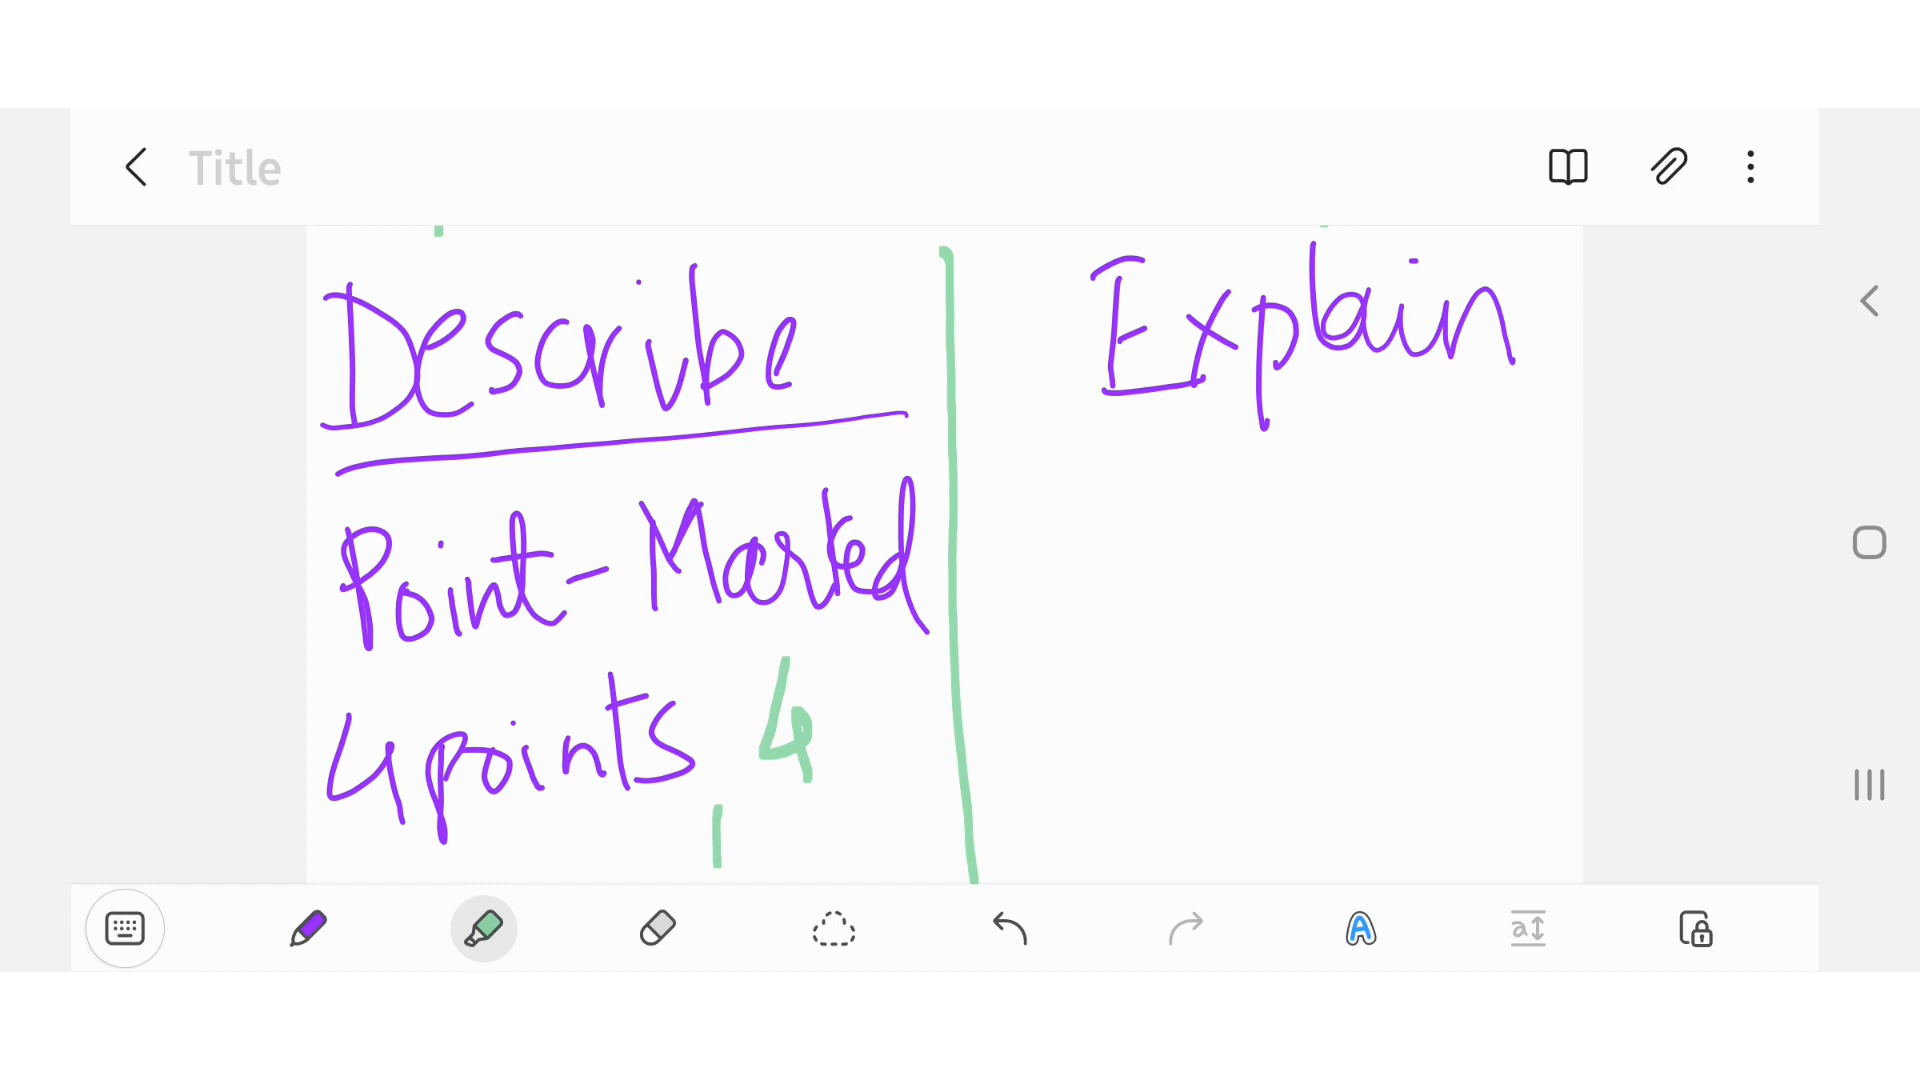 Title
Describe
Explain
Point-Marked
4 points 4